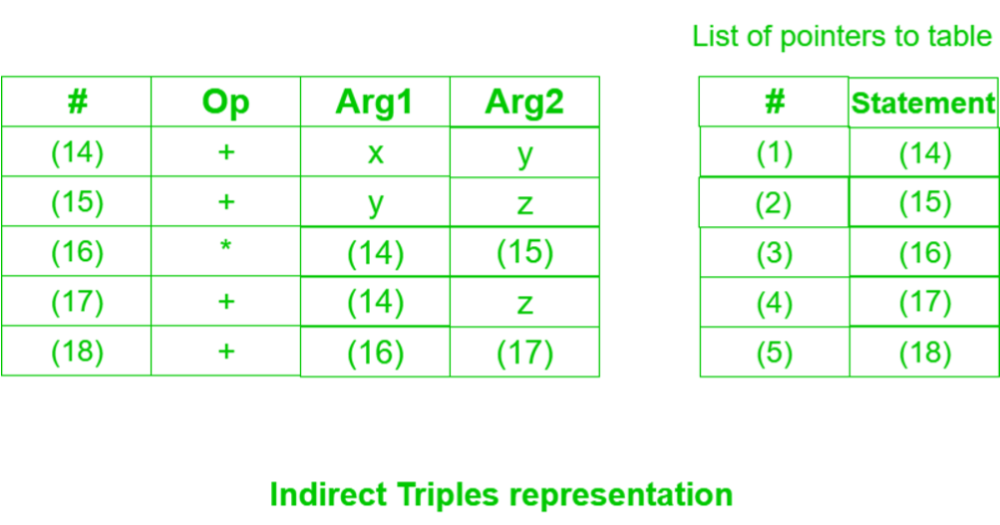 List of pointers to table
# Op Arg1 Arg2 # Statement
(14) + x y (1) (14)
(15) + y z (2) (15)
(16) * (14) (15) (3) (16)
(17) + (14) z (4) (17)
(18) + (16) (17) (5) (18)
Indirect Triples representation